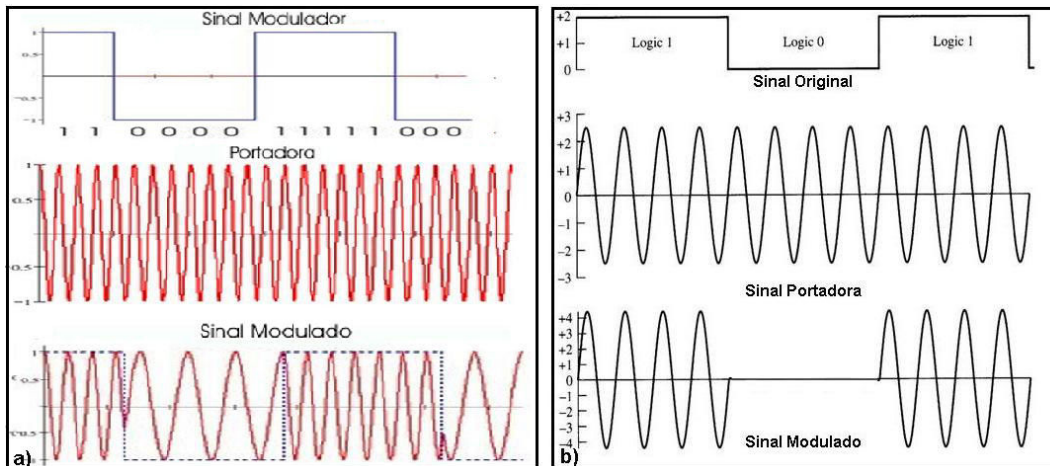 Sinal Modulador
1
0.5
-0.5
-1
1 1 0 0 0 0 1 1 1 1 1 0 0 0
Portadora
1
0.5
-0.5
-1
Sinal Modulado
1
0.5
a)
+2
+1
0
Logic 1
Logic 0
Logic 1
Sinal Original
+3
+2
+1
0
-1
-2
-3
Sinal Portadora
+4
+3
+2
+1
0
-1
-2
-3
-4
Sinal Modulado
b)